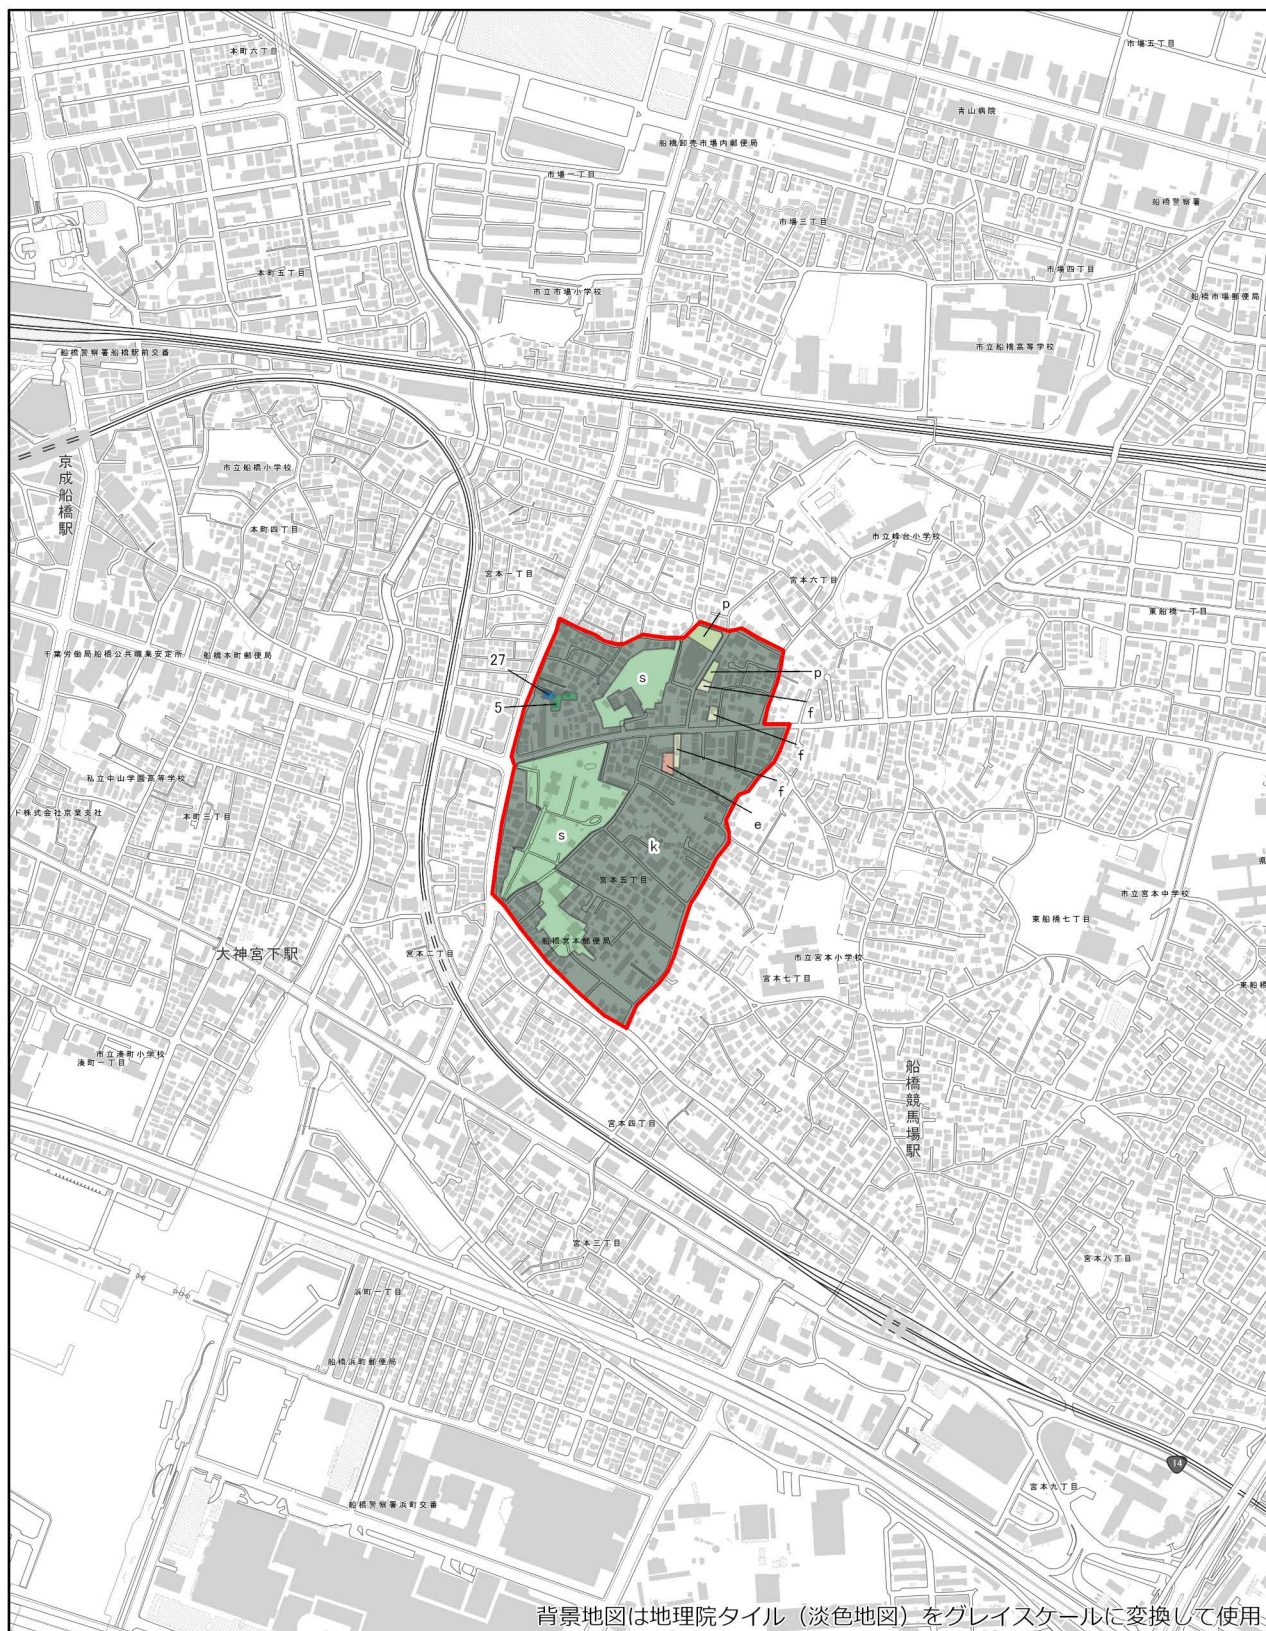 本町六丁目
市場五丁目
青山病院
船橋卸売市場内郵便局
市場一丁目
船橋警察署
市場三丁目
本町五丁目
市場四丁目
市立市場小学校
船橋市場郵便局
市立船橋高等学校
船橋警察署船橋駅前交番
京成船橋駅
市立船橋小学校
本町四丁目
市立峰台小学校
宮本一丁目
宮本六丁目
東船橋一丁目
p
千葉労働局船橋公共職業安定所
船橋本町郵便局
27
s
p
5
f
f
私立中山学園高等学校
f
ド株式会社京葉支社
本町三丁目
e
s
k
宮本五丁目
市立宮本中学校
東船橋七丁目
船橋宮本郵便局
大神宮下駅
宮本二丁目
市立宮本小学校
宮本七丁目
東船橋
市立湊町小学校
湊町一丁目
船橋競馬場駅
宮本四丁目
宮本三丁目
宮本八丁目
浜町一丁目
船橋浜町郵便局
14
宮本九丁目
船橋警察署浜町交番
背景地図は地理院タイル（淡色地図）をグレイスケールに変換して使用